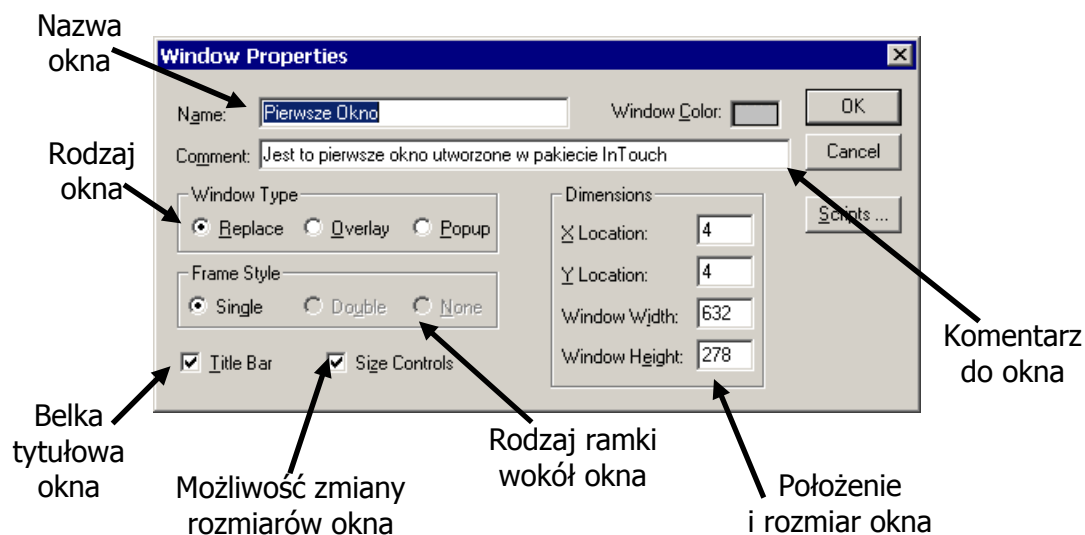 Nazwa
okna
Window Properties
Name: Pierwsze Okno
Window Color:
OK
Rodzaj
okna
Comment: Jest to pierwsze okno utworzone w pakiecie InTouch
Cancel
Window Type
Replace Overlay Popup
Dimensions
X Location: 4
Scripts ...
Frame Style
Single Double None
Y Location: 4
Window Width: 632
Window Height: 278
Title Bar Size Controls
Komentarz
do okna
Belka
tytułowa
okna
Możliwość zmiany
rozmiarów okna
Rodzaj ramki
wokół okna
Położenie
i rozmiar okna